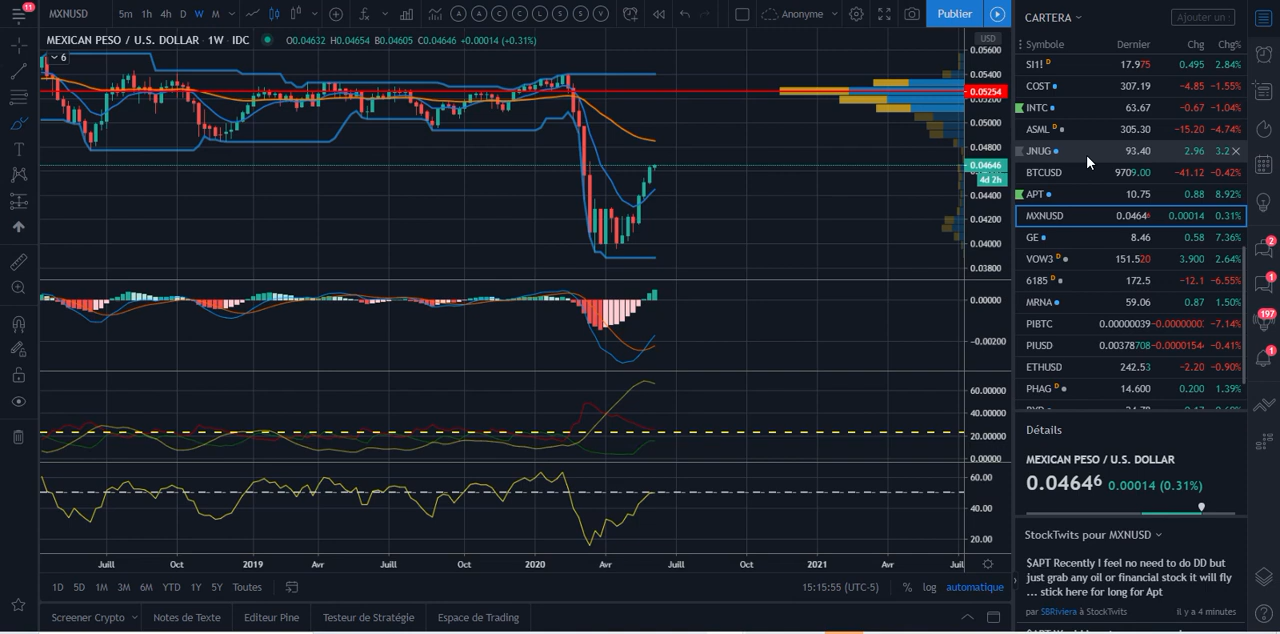 11
MXNUSD
5m 1h 4h D W M
Anonyme
Publier
MEXICAN PESO / U.S. DOLLAR · 1W · IDC
O0.04632 H0.04654 B0.04605 C0.04646 +0.00014 (+0.31%)
6
USD
0.05600
0.05400
0.05254
0.05200
0.05000
0.04800
0.04646
4d 2h
0.04400
0.04200
0.04000
0.03800
0.00000
−0.00200
60.00000
40.00000
20.00000
0.00000
60.00
40.00
20.00
Juill Oct 2019 Avr Juill Oct 2020 Avr Juill Oct 2021 Avr Juil
1D 5D 1M 3M 6M YTD 1Y 5Y Toutes
15:15:55 (UTC-5) % log automatique
Screener Crypto Notes de Texte Editeur Pine Testeur de Stratégie Espace de Trading
CARTERA
Ajouter un
Symbole Dernier Chg Chg%
SI1! D 17.975 0.495 2.84%
COST 307.19 −4.85 −1.55%
INTC 63.67 −0.67 −1.04%
ASML D 305.30 −15.20 −4.74%
JNUG 93.40 2.96 3.2
BTCUSD 9709.00 −41.12 −0.42%
APT 10.75 0.88 8.92%
MXNUSD 0.04646 0.00014 0.31%
GE 8.46 0.58 7.36%
VOW3 D 151.520 3.900 2.64%
6185 D 172.5 −12.1 −6.55%
MRNA 59.06 0.87 1.50%
PIBTC 0.00000039 −0.0000000 −7.14%
PIUSD 0.00378708 −0.0000154 −0.41%
ETHUSD 242.53 −2.20 −0.90%
PHAG D 14.600 0.200 1.39%
Détails
MEXICAN PESO / U.S. DOLLAR
0.04646 0.00014 (0.31%)
StockTwits pour MXNUSD
$APT Recently I feel no need to do DD but
just grab any oil or financial stock it will fly
... stick here for long for Apt
par SBRiviera à StockTwits il y a 4 minutes
2
1
197
1